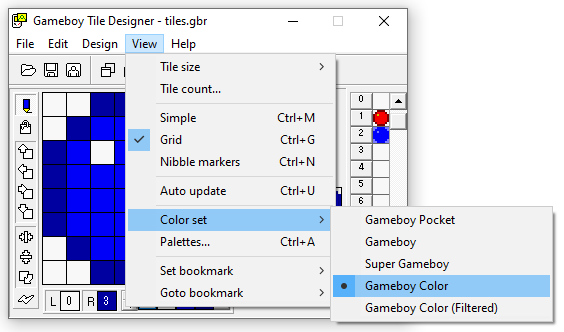 Gameboy Tile Designer - tiles.gbr
File Edit Design View Help
Tile size
Tile count...
Simple Ctrl+M
Grid Ctrl+G
Nibble markers Ctrl+N
Auto update Ctrl+U
Color set
Palettes... Ctrl+A
Set bookmark
Goto bookmark
Gameboy Pocket
Gameboy
Super Gameboy
Gameboy Color
Gameboy Color (Filtered)
0
1
2
3
4
5
6
L 0 R 3